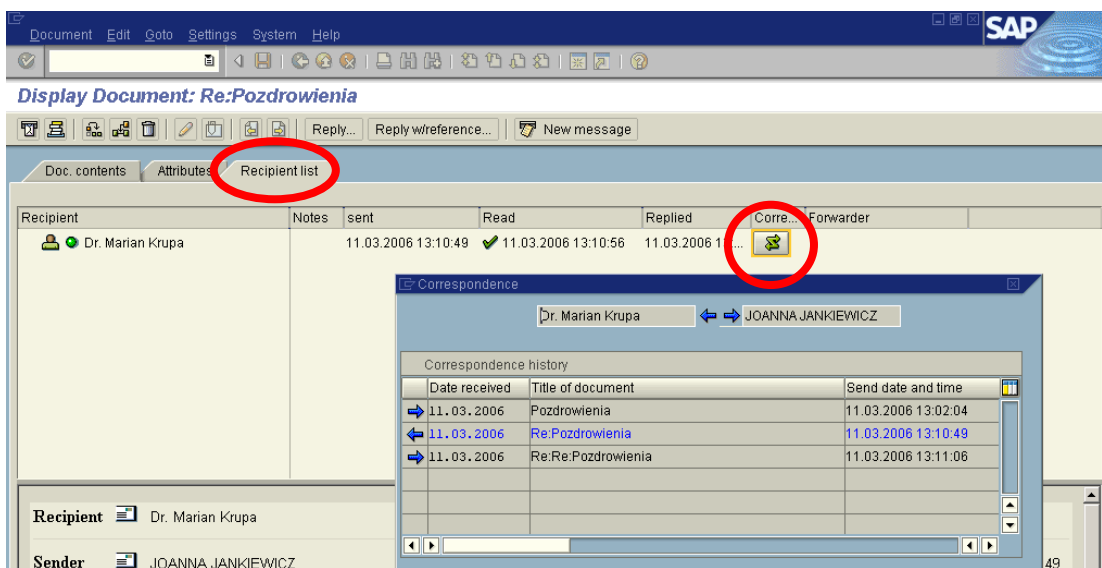 Document Edit Goto Settings System Help
SAP
Display Document: Re:Pozdrowienia
Reply... Reply w/reference... New message
Doc. contents Attributes Recipient list
Recipient Notes sent Read Replied Corre... Forwarder
Dr. Marian Krupa 11.03.2006 13:10:49 11.03.2006 13:10:56 11.03.2006
Correspondence
Dr. Marian Krupa JOANNA JANKIEWICZ
Correspondence history
Date received Title of document Send date and time
11.03.2006 Pozdrowienia 11.03.2006 13:02:04
11.03.2006 Re:Pozdrowienia 11.03.2006 13:10:49
11.03.2006 Re:Re:Pozdrowienia 11.03.2006 13:11:06
Recipient Dr. Marian Krupa
Sender JOANNA JANKIEWICZ 49